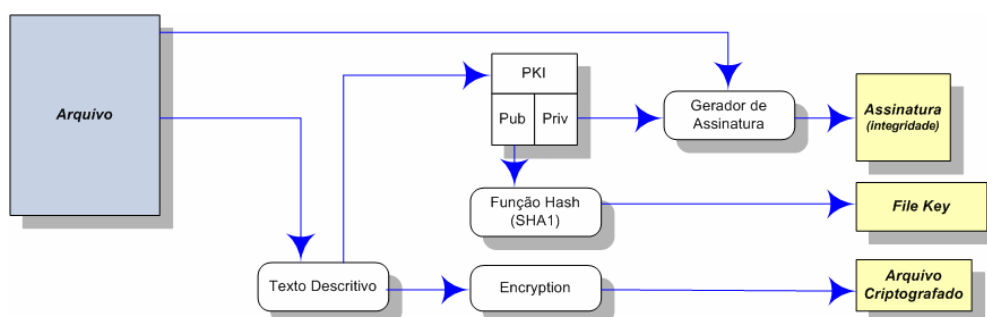 Arquivo
PKI
Pub
Priv
Gerador de
Assinatura
Assinatura
(integridade)
Função Hash
(SHA1)
File Key
Texto Descritivo
Encryption
Arquivo
Criptografado